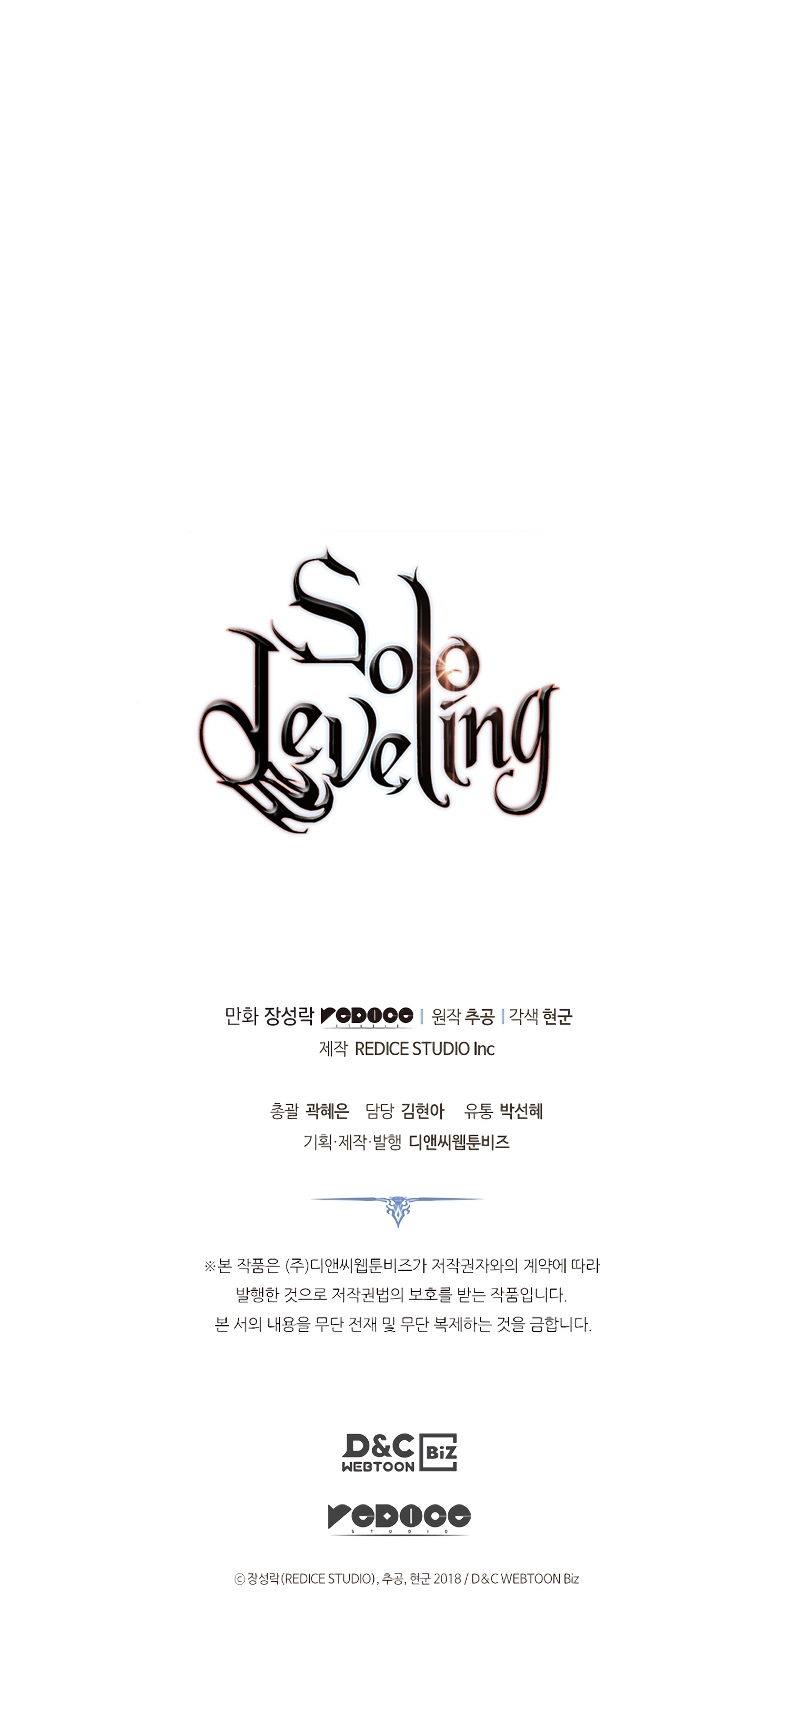 Solo
Leveling
만화 장성락 REDICE STUDIO | 원작 추공 | 각색 현군
제작 REDICE STUDIO Inc
총괄 곽혜은 담당 김현아 유통 박선혜
기획·제작·발행 디앤씨웹툰비즈
※본 작품은 (주)디앤씨웹툰비즈가 저작권자와의 계약에 따라
발행한 것으로 저작권법의 보호를 받는 작품입니다.
본 서의 내용을 무단 전재 및 무단 복제하는 것을 금합니다.
D&C
WEBTOON BiZ
REDICE
STUDIO
ⓒ장성락(REDICE STUDIO), 추공, 현군 2018 / D&C WEBTOON Biz